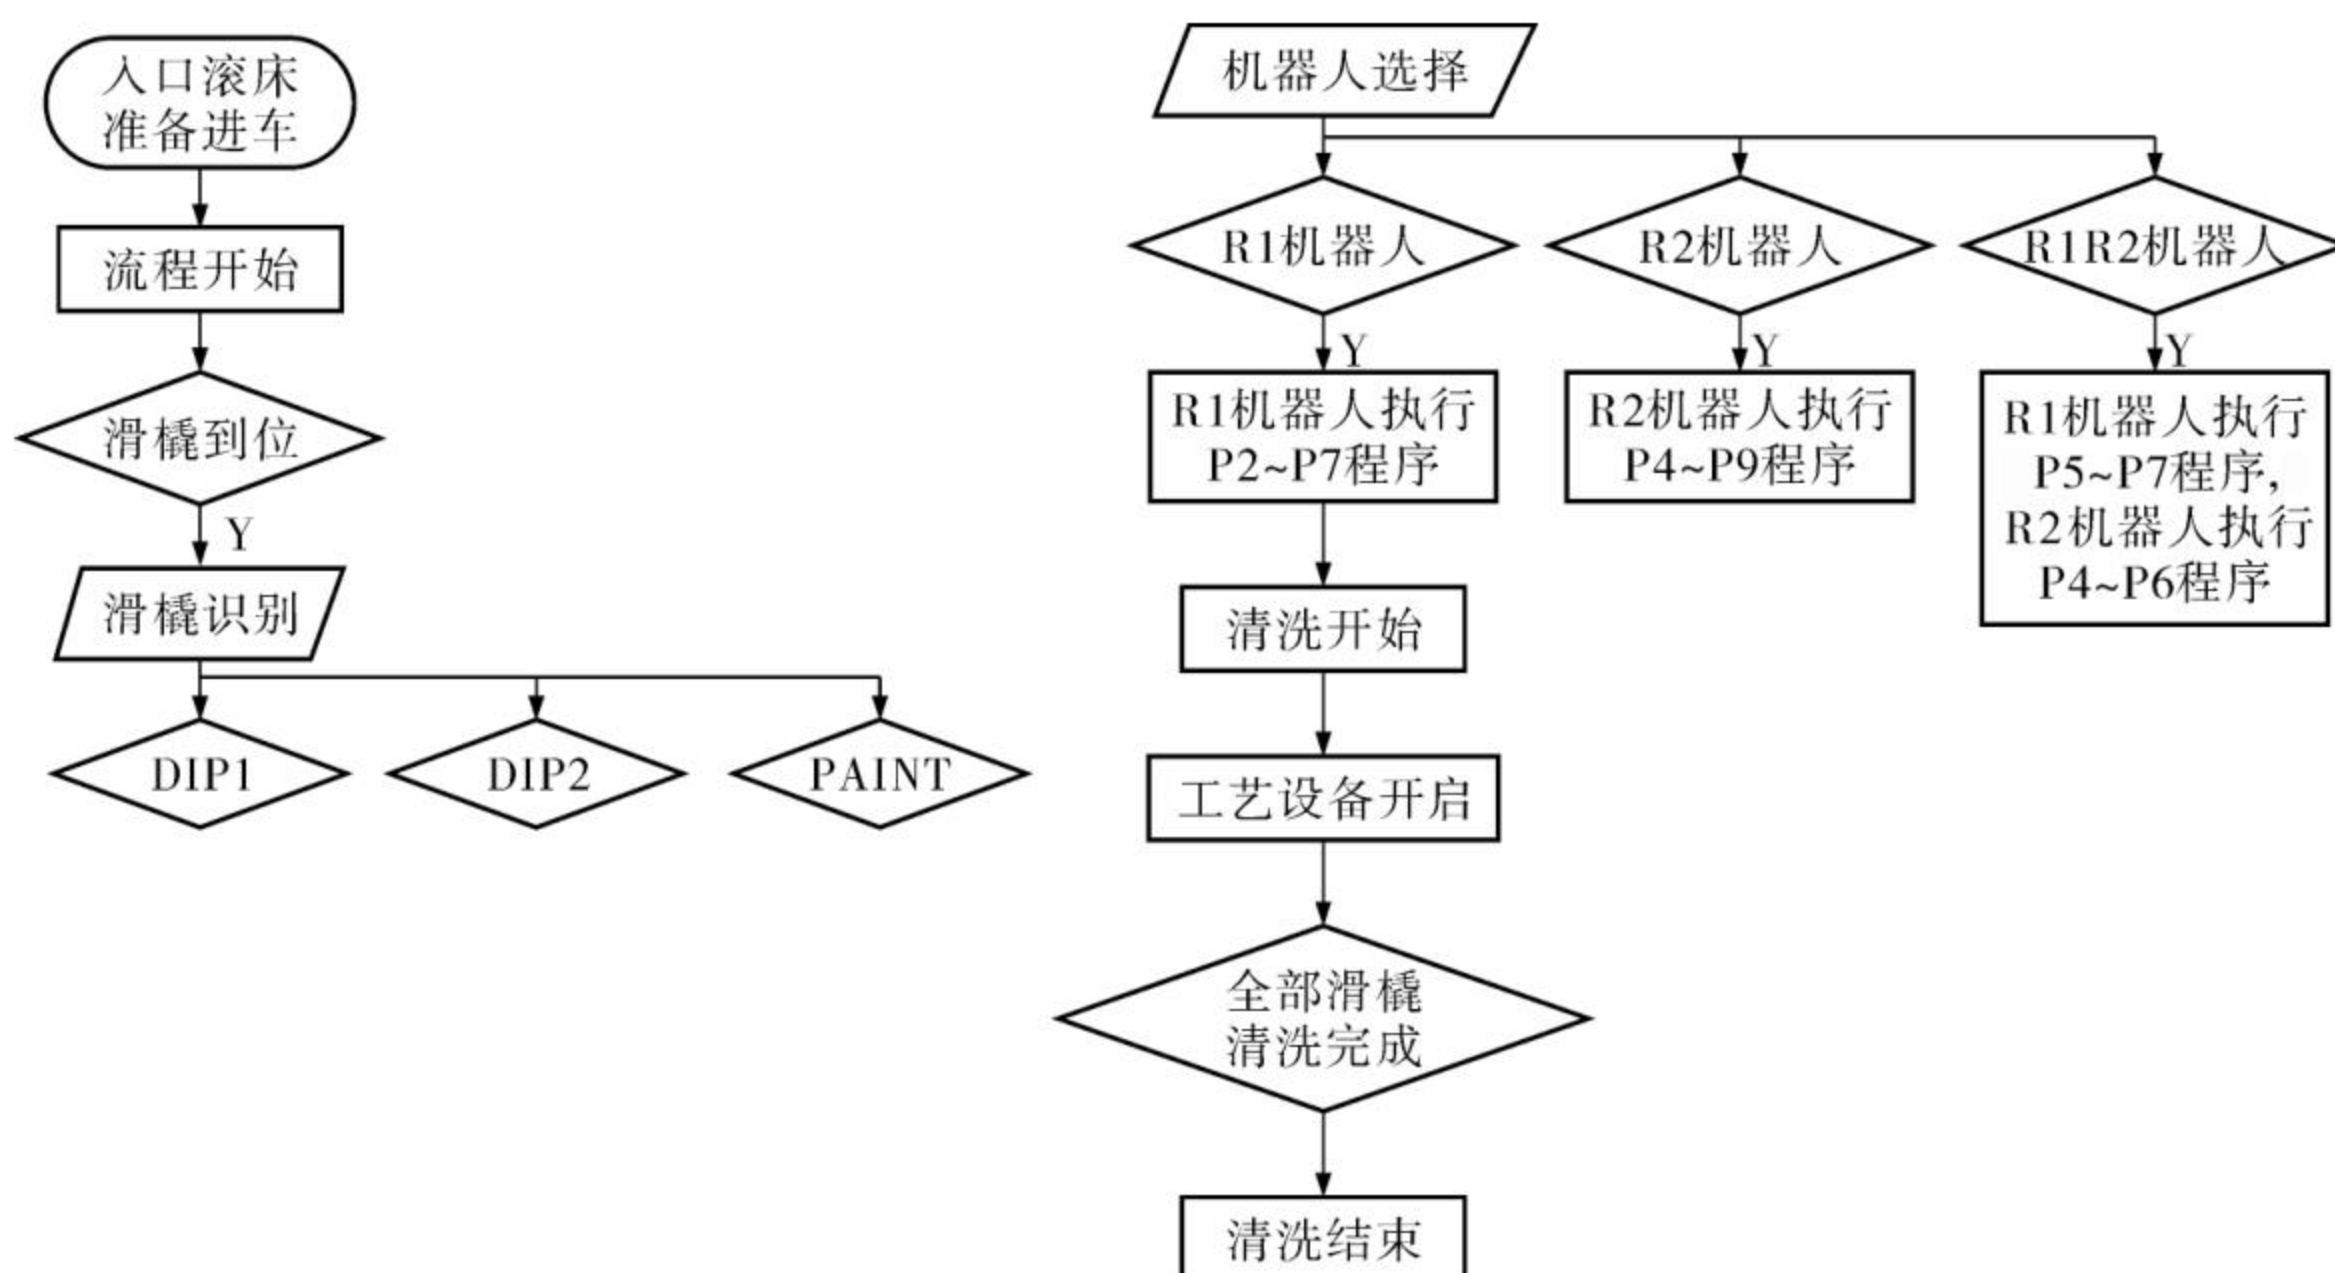 入口滚床
准备进车
流程开始
滑橇到位
Y
滑橇识别
DIP1
DIP2
PAINT
机器人选择
R1机器人
R2机器人
R1R2机器人
Y
Y
Y
R1机器人执行
P2~P7程序
R2机器人执行
P4~P9程序
R1机器人执行
P5~P7程序,
R2机器人执行
P4~P6程序
清洗开始
工艺设备开启
全部滑橇
清洗完成
清洗结束